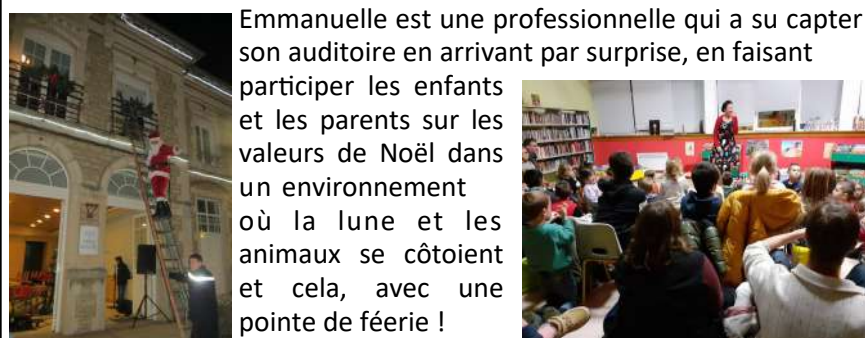 Emmanuelle est une professionnelle qui a su capter
son auditoire en arrivant par surprise, en faisant
participer les enfants
et les parents sur les
valeurs de Noël dans
un environnement
où la lune et les
animaux se côtoient
et cela, avec une
pointe de féerie !